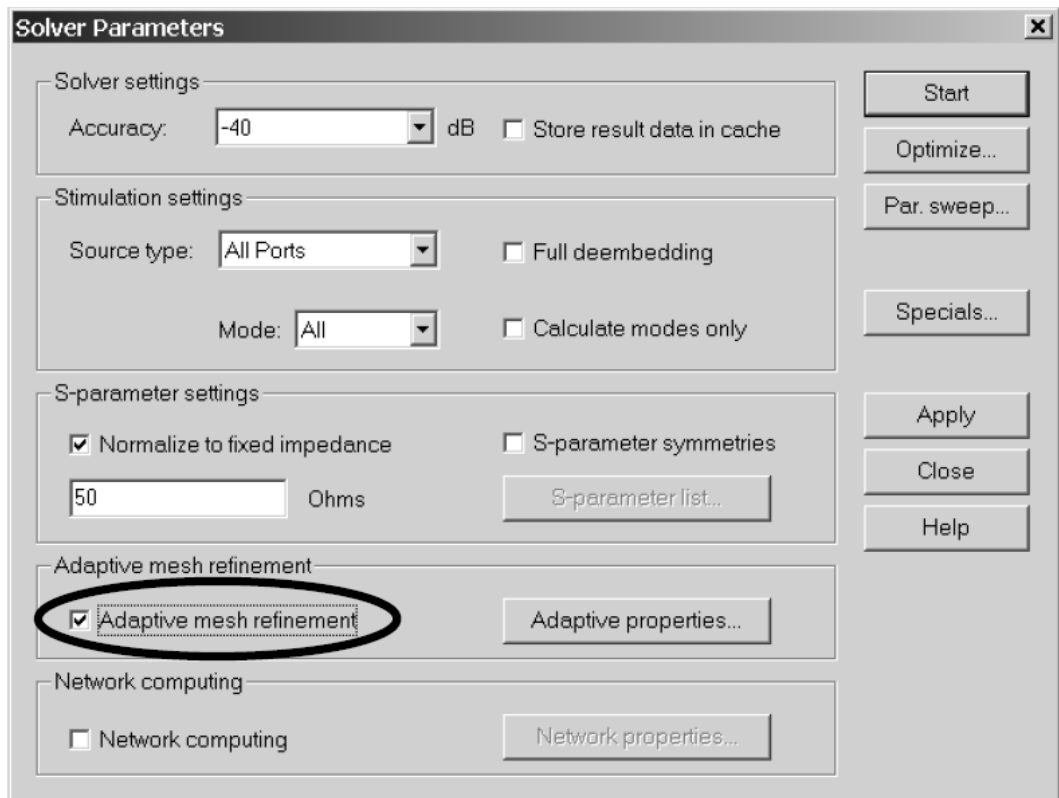 Solver Parameters
Solver settings
Accuracy: -40 dB Store result data in cache
Stimulation settings
Source type: All Ports Full deembedding
Mode: All Calculate modes only
S-parameter settings
Normalize to fixed impedance S-parameter symmetries
50 Ohms S-parameter list...
Adaptive mesh refinement
Adaptive mesh refinement Adaptive properties...
Network computing
Network computing Network properties...
Start
Optimize...
Par. sweep...
Specials...
Apply
Close
Help